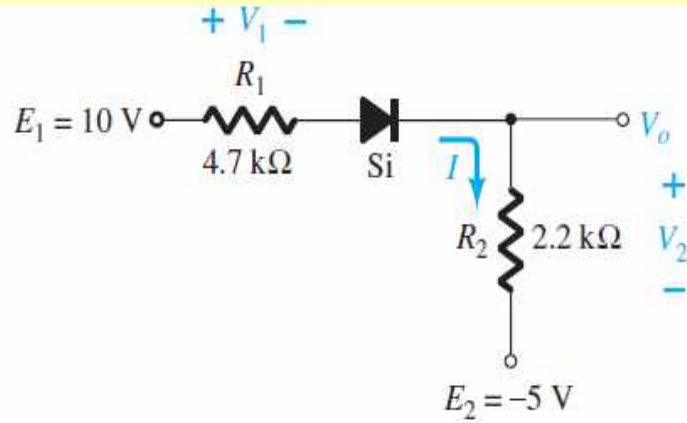 + V₁ −
R₁
E₁ = 10 V
4.7 kΩ
Si
I
Vₒ
+
R₂
2.2 kΩ
V₂
−
E₂ = −5 V